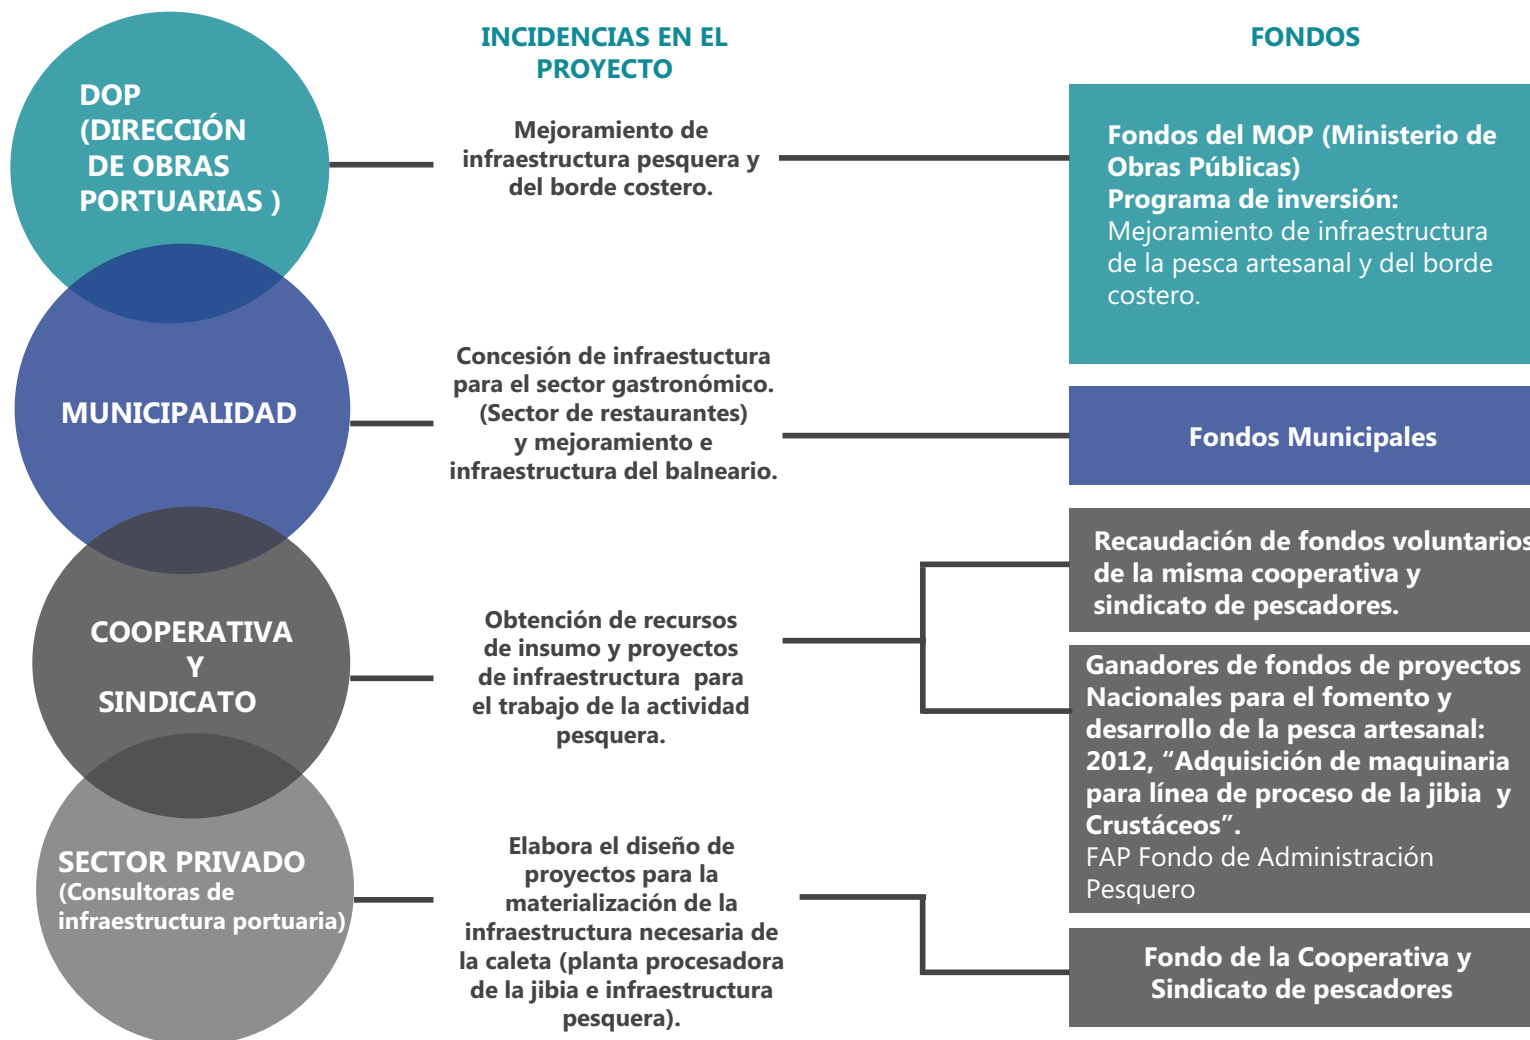 INCIDENCIAS EN EL
PROYECTO
FONDOS
DOP
(DIRECCIÓN
DE OBRAS
PORTUARIAS )
Mejoramiento de
infraestructura pesquera y
del borde costero.
Fondos del MOP (Ministerio de
Obras Públicas)
Programa de inversión:
Mejoramiento de infraestructura
de la pesca artesanal y del borde
costero.
MUNICIPALIDAD
Concesión de infraestuctura
para el sector gastronómico.
(Sector de restaurantes)
y mejoramiento e
infraestructura del balneario.
Fondos Municipales
COOPERATIVA
Y
SINDICATO
Obtención de recursos
de insumo y proyectos
de infraestructura para
el trabajo de la actividad
pesquera.
Recaudación de fondos voluntarios
de la misma cooperativa y
sindicato de pescadores.
Ganadores de fondos de proyectos
Nacionales para el fomento y
desarrollo de la pesca artesanal:
2012, “Adquisición de maquinaria
para línea de proceso de la jibia y
Crustáceos”.
FAP Fondo de Administración
Pesquero
SECTOR PRIVADO
(Consultoras de
infraestructura portuaria)
Elabora el diseño de
proyectos para la
materialización de la
infraestructura necesaria de
la caleta (planta procesadora
de la jibia e infraestructura
pesquera).
Fondo de la Cooperativa y
Sindicato de pescadores